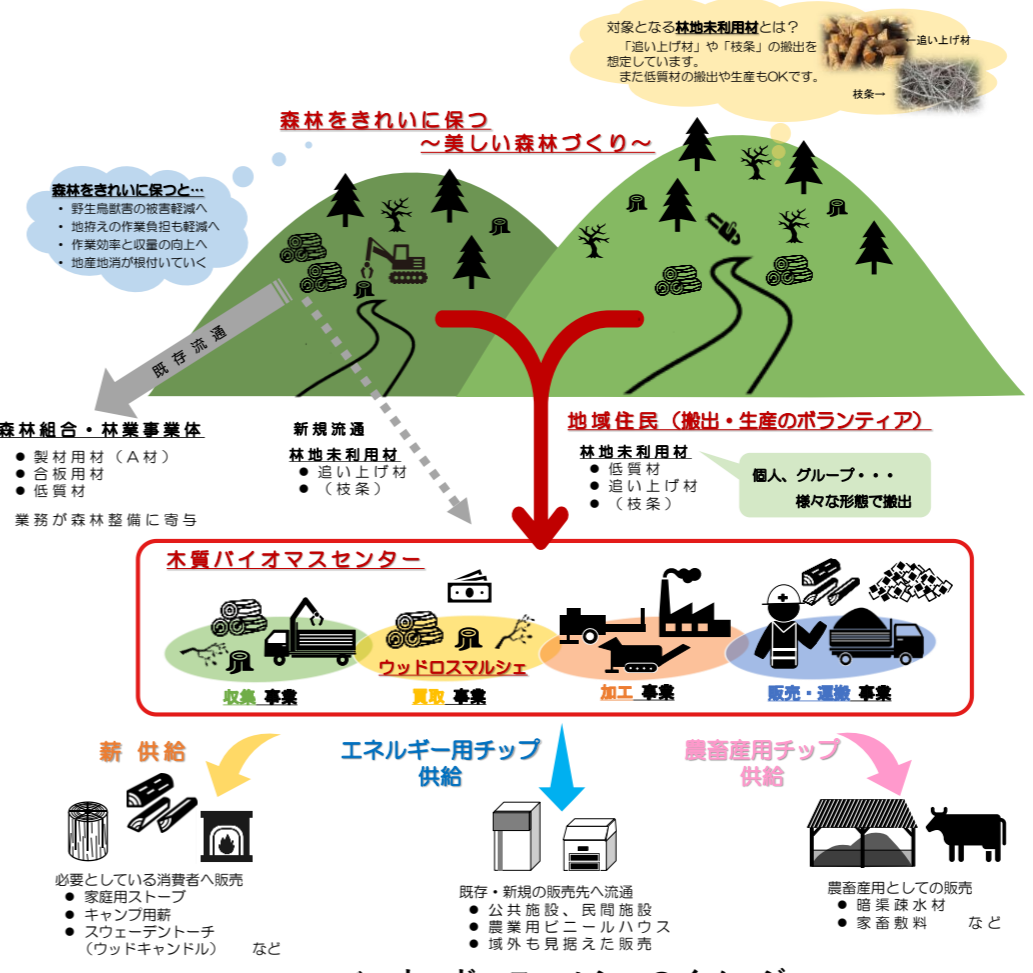 対象となる林地未利用材とは？
「追い上げ材」や「枝条」の搬出を
想定しています。
また低質材の搬出や生産もOKです。
←追い上げ材
枝条→
森林をきれいに保つ
～美しい森林づくり～
森林をきれいに保つと…
• 野生鳥獣害の被害軽減へ
• 地拵えの作業負担も軽減へ
• 作業効率と収量の向上へ
• 地産地消が根付いていく
既存流通
森林組合・林業事業体
● 製材用材（A材）
● 合板用材
● 低質材
業務が森林整備に寄与
新規流通
林地未利用材
● 追い上げ材
● （枝条）
地域住民（搬出・生産のボランティア）
林地未利用材
● 低質材
● 追い上げ材
● （枝条）
個人、グループ・・・
様々な形態で搬出
木質バイオマスセンター
ウッドロスマルシェ
収集 事業
買取 事業
加工 事業
販売・運搬 事業
薪 供給
必要としている消費者へ販売
● 家庭用ストーブ
● キャンプ用薪
● スウェーデントーチ
（ウッドキャンドル） など
エネルギー用チップ
供給
既存・新規の販売先へ流通
● 公共施設、民間施設
● 農業用ビニールハウス
● 域外も見据えた販売
農畜産用チップ
供給
農畜産用としての販売
● 暗渠疎水材
● 家畜敷料 など